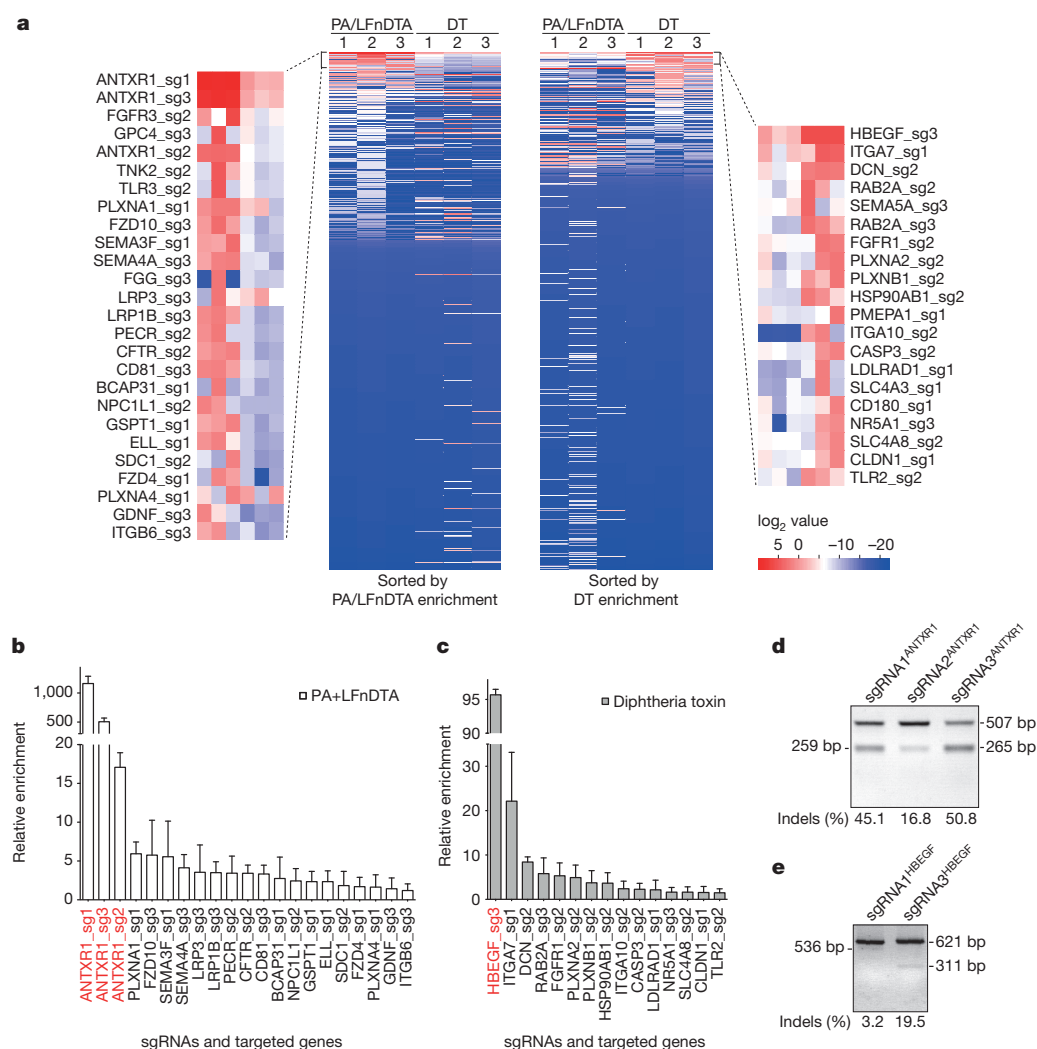 a
PA/LFnDTA DT
1 2 3 1 2 3
PA/LFnDTA DT
1 2 3 1 2 3
ANTXR1_sg1
ANTXR1_sg3
FGFR3_sg2
GPC4_sg3
ANTXR1_sg2
TNK2_sg2
TLR3_sg2
PLXNA1_sg1
FZD10_sg3
SEMA3F_sg1
SEMA4A_sg3
FGG_sg3
LRP3_sg3
LRP1B_sg3
PECR_sg2
CFTR_sg2
CD81_sg3
BCAP31_sg1
NPC1L1_sg2
GSPT1_sg1
ELL_sg1
SDC1_sg2
FZD4_sg1
PLXNA4_sg1
GDNF_sg3
ITGB6_sg3
HBEGF_sg3
ITGA7_sg1
DCN_sg2
RAB2A_sg2
SEMA5A_sg3
RAB2A_sg3
FGFR1_sg2
PLXNA2_sg2
PLXNB1_sg2
HSP90AB1_sg2
PMEPA1_sg1
ITGA10_sg2
CASP3_sg2
LDLRAD1_sg1
SLC4A3_sg1
CD180_sg1
NR5A1_sg3
SLC4A8_sg2
CLDN1_sg1
TLR2_sg2
log2 value
5 0 −10 −20
Sorted by
PA/LFnDTA enrichment
Sorted by
DT enrichment
b
Relative enrichment
1,000
500
20
15
10
5
0
PA+LFnDTA
ANTXR1_sg1
ANTXR1_sg3
ANTXR1_sg2
PLXNA1_sg1
FZD10_sg3
SEMA3F_sg1
SEMA4A_sg3
LRP3_sg3
LRP1B_sg3
PECR_sg2
CFTR_sg2
CD81_sg3
BCAP31_sg1
NPC1L1_sg2
GSPT1_sg1
ELL_sg1
SDC1_sg2
FZD4_sg1
PLXNA4_sg1
GDNF_sg3
ITGB6_sg3
sgRNAs and targeted genes
c
Relative enrichment
95
90
30
20
10
0
Diphtheria toxin
HBEGF_sg3
ITGA7_sg1
DCN_sg2
RAB2A_sg3
FGFR1_sg2
PLXNA2_sg2
PLXNB1_sg2
HSP90AB1_sg2
ITGA10_sg2
CASP3_sg2
LDLRAD1_sg1
NR5A1_sg3
SLC4A8_sg2
CLDN1_sg1
TLR2_sg2
sgRNAs and targeted genes
d
sgRNA1ANTXR1
sgRNA2ANTXR1
sgRNA3ANTXR1
507 bp
259 bp
265 bp
Indels (%) 45.1 16.8 50.8
e
sgRNA1HBEGF
sgRNA3HBEGF
536 bp
621 bp
311 bp
Indels (%) 3.2 19.5